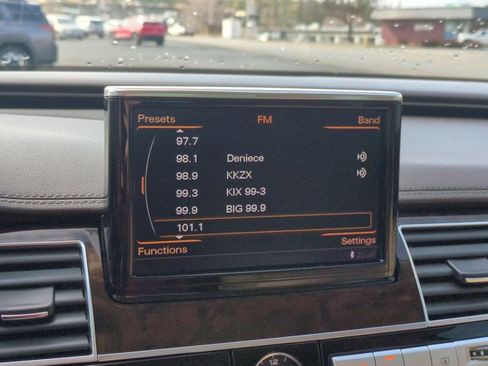 Presets FM Band
97.7
98.1 Deniece
98.9 KKZX
99.3 KIX 99-3
99.9 BIG 99.9
101.1
Functions Settings
12